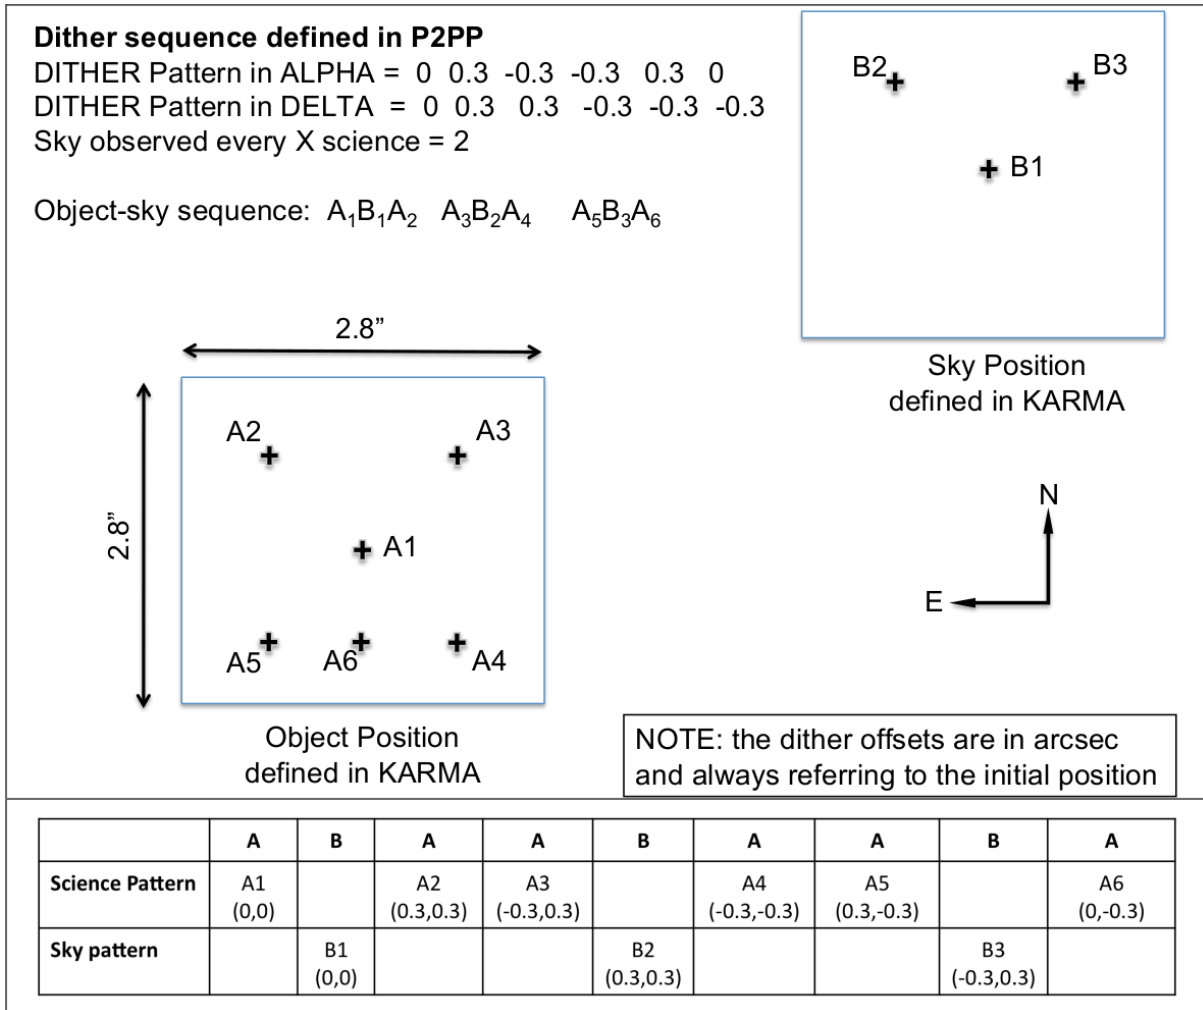 Dither sequence defined in P2PP
DITHER Pattern in ALPHA = 0 0.3 -0.3 -0.3 0.3 0
DITHER Pattern in DELTA = 0 0.3 0.3 -0.3 -0.3 -0.3
Sky observed every X science = 2
Object-sky sequence: A₁B₁A₂ A₃B₂A₄ A₅B₃A₆
B2
B3
B1
Sky Position
defined in KARMA
2.8”
2.8”
A2
A3
A1
A5
A6
A4
Object Position
defined in KARMA
N
E
NOTE: the dither offsets are in arcsec
and always referring to the initial position
A B A A B A A B A
Science Pattern A1 A2 A3 A4 A5 A6
(0,0) (0.3,0.3) (-0.3,0.3) (-0.3,-0.3) (0.3,-0.3) (0,-0.3)
Sky pattern B1 B2 B3
(0,0) (0.3,0.3) (-0.3,0.3)